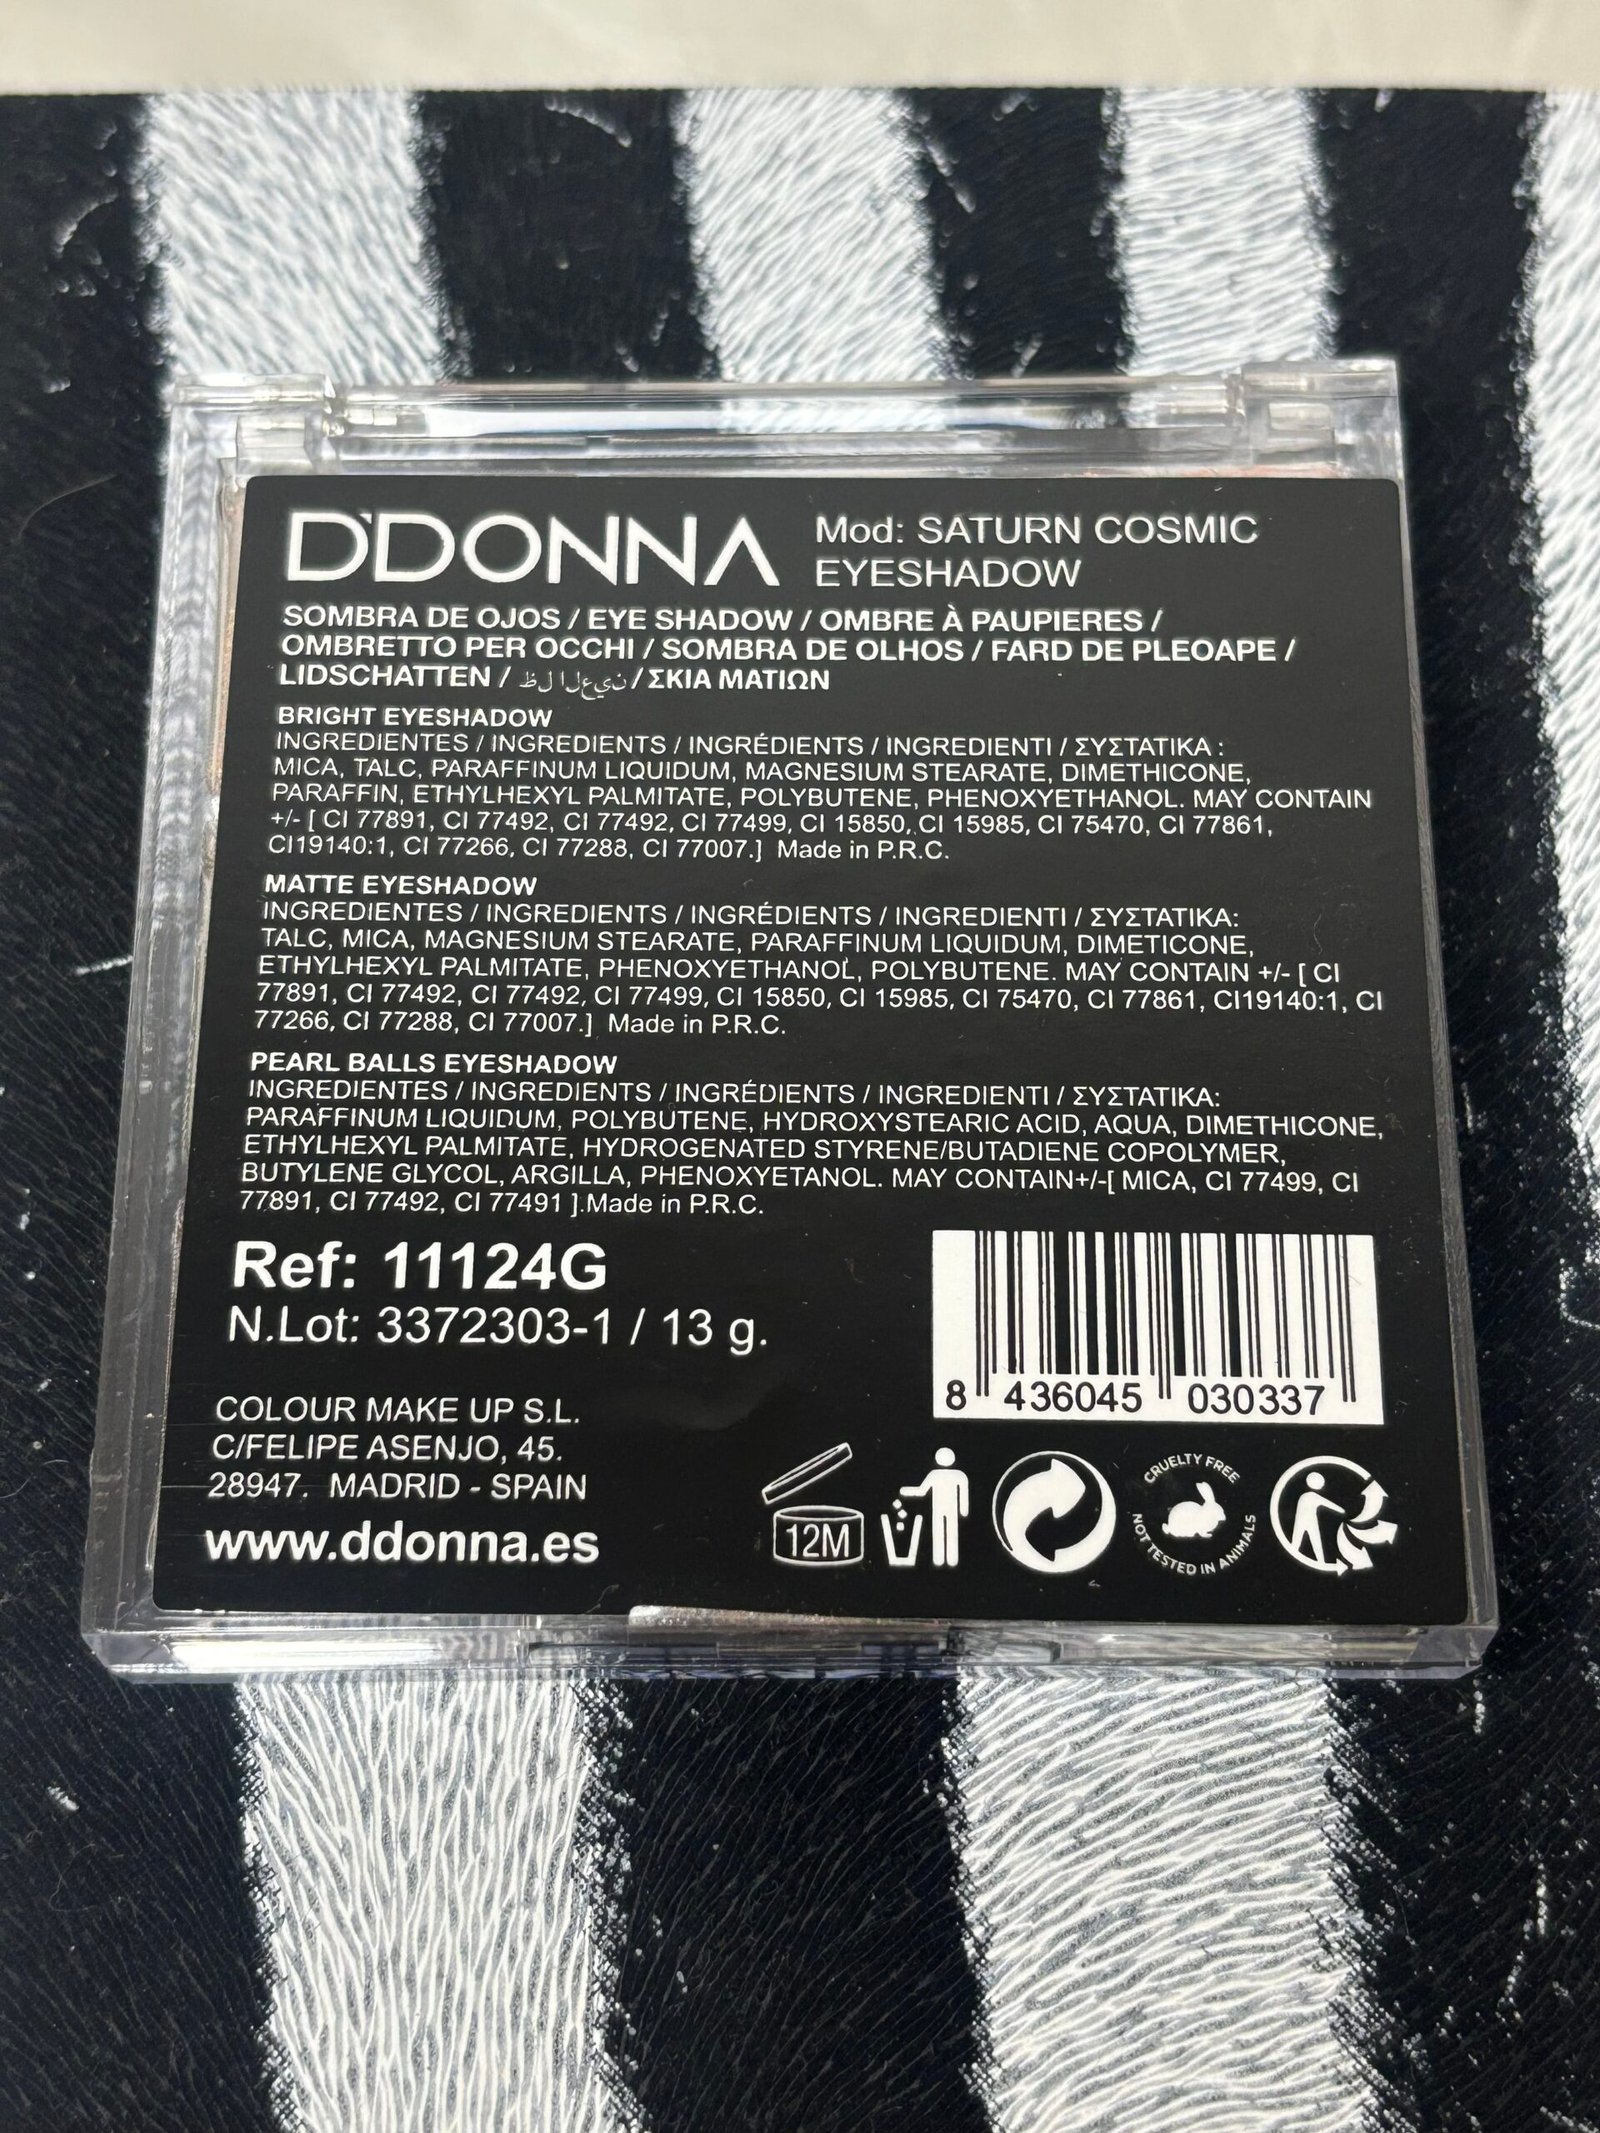 D'DONNA Mod: SATURN COSMIC
EYESHADOW
SOMBRA DE OJOS / EYE SHADOW / OMBRE À PAUPIERES /
OMBRETTO PER OCCHI / SOMBRA DE OLHOS / FARD DE PLEOAPE /
LIDSCHATTEN / ظل العين / ΣΚΙΑ ΜΑΤΙΩΝ
BRIGHT EYESHADOW
INGREDIENTES / INGREDIENTS / INGRÉDIENTS / INGREDIENTI / ΣΥΣΤΑΤΙΚΑ :
MICA, TALC, PARAFFINUM LIQUIDUM, MAGNESIUM STEARATE, DIMETHICONE,
PARAFFIN, ETHYLHEXYL PALMITATE, POLYBUTENE, PHENOXYETHANOL. MAY CONTAIN
+/- [ CI 77891, CI 77492, CI 77492, CI 77499, CI 15850, CI 15985, CI 75470, CI 77861,
CI19140:1, CI 77266, CI 77288, CI 77007.] Made in P.R.C.
MATTE EYESHADOW
INGREDIENTES / INGREDIENTS / INGRÉDIENTS / INGREDIENTI / ΣΥΣΤΑΤΙΚΑ:
TALC, MICA, MAGNESIUM STEARATE, PARAFFINUM LIQUIDUM, DIMETICONE,
ETHYLHEXYL PALMITATE, PHENOXYETHANOL, POLYBUTENE. MAY CONTAIN +/- [ CI
77891, CI 77492, CI 77492, CI 77499, CI 15850, CI 15985, CI 75470, CI 77861, CI19140:1, CI
77266, CI 77288, CI 77007.] Made in P.R.C.
PEARL BALLS EYESHADOW
INGREDIENTES / INGREDIENTS / INGRÉDIENTS / INGREDIENTI / ΣΥΣΤΑΤΙΚΑ:
PARAFFINUM LIQUIDUM, POLYBUTENE, HYDROXYSTEARIC ACID, AQUA, DIMETHICONE,
ETHYLHEXYL PALMITATE, HYDROGENATED STYRENE/BUTADIENE COPOLYMER,
BUTYLENE GLYCOL, ARGILLA, PHENOXYETANOL. MAY CONTAIN+/-[ MICA, CI 77499, CI
77891, CI 77492, CI 77491 ].Made in P.R.C.
Ref: 11124G
N.Lot: 3372303-1 / 13 g.
8 436045 030337
COLOUR MAKE UP S.L.
C/FELIPE ASENJO, 45.
28947. MADRID - SPAIN
www.ddonna.es
12M
CRUELTY FREE
NOT TESTED IN ANIMALS